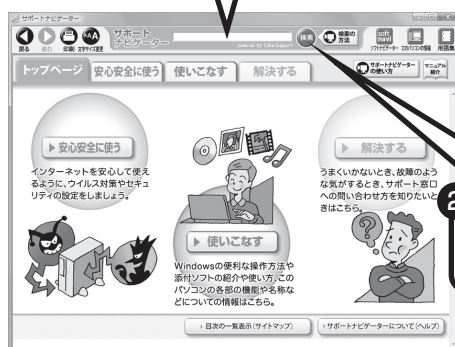 サポートナビゲーター
戻る 進む 印刷 文字サイズ変更
サポート
ナビゲーター
powered by CyberSupport
検索
検索の
方法
soft
navi
ソフトナビゲーター このパソコンの情報 用語集
トップページ 安心安全に使う 使いこなす 解決する
サポートナビゲーター
の使い方
マニュアル
紹介
安心安全に使う
インターネットを安心して使え
るように、ウイルス対策やセキュ
リティの設定をしましょう。
使いこなす
Windowsの便利な操作方法や
添付ソフトの紹介や使い方、この
パソコンの各部の機能や名称な
どについての情報はこちら。
解決する
うまくいかないとき、故障のよう
な気がするとき、サポート窓口
への問い合わせ方を知りたいと
きはこちら。
2
目次の一覧表示(サイトマップ)
サポートナビゲーターについて(ヘルプ)